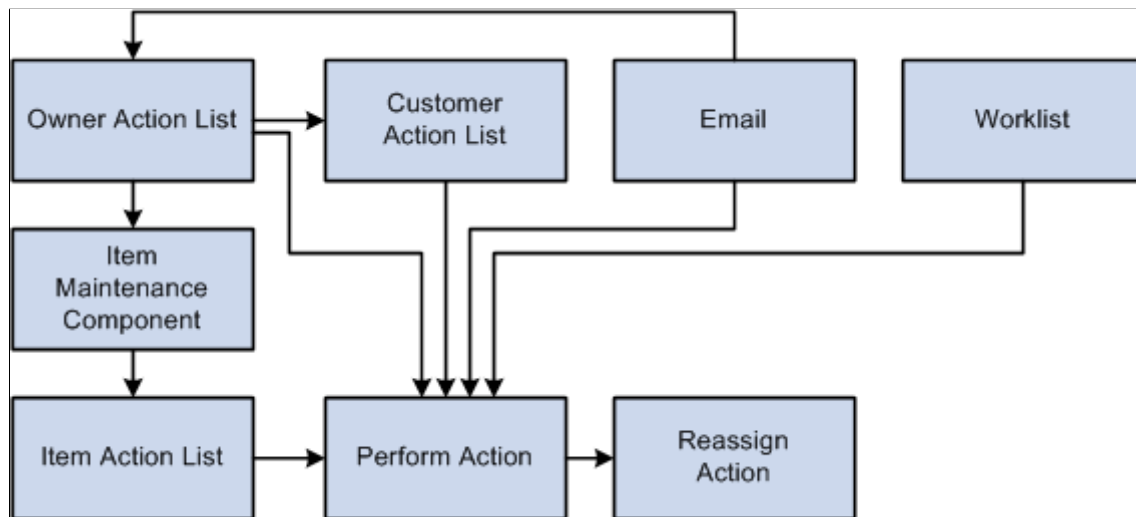 Owner Action List
Customer
Action List
Email
Worklist
Item
Maintenance
Component
Item Action List
Perform Action
Reassign
Action